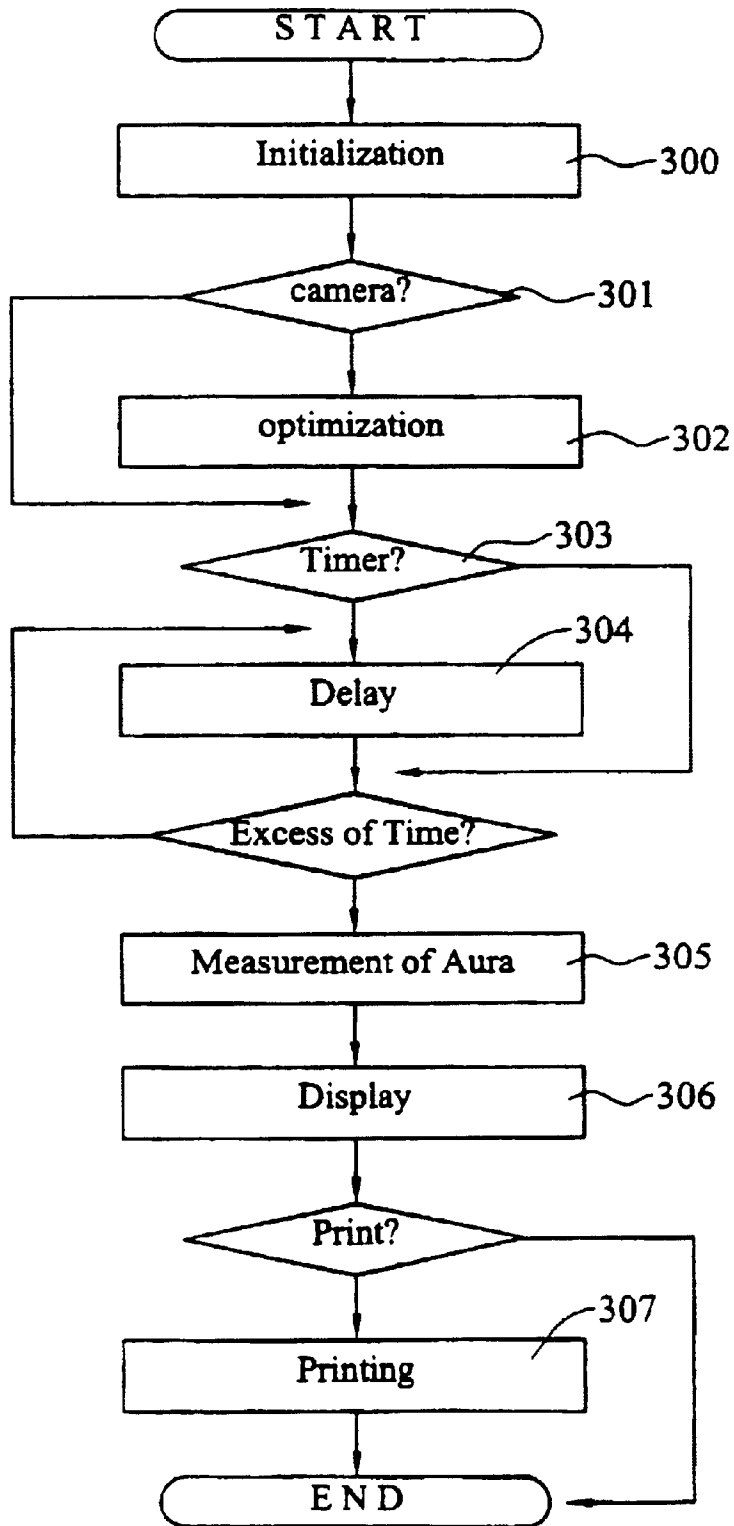 START
Initialization
300
camera?
301
optimization
302
Timer?
303
304
Delay
Excess of Time?
Measurement of Aura
305
Display
306
Print?
307
Printing
END